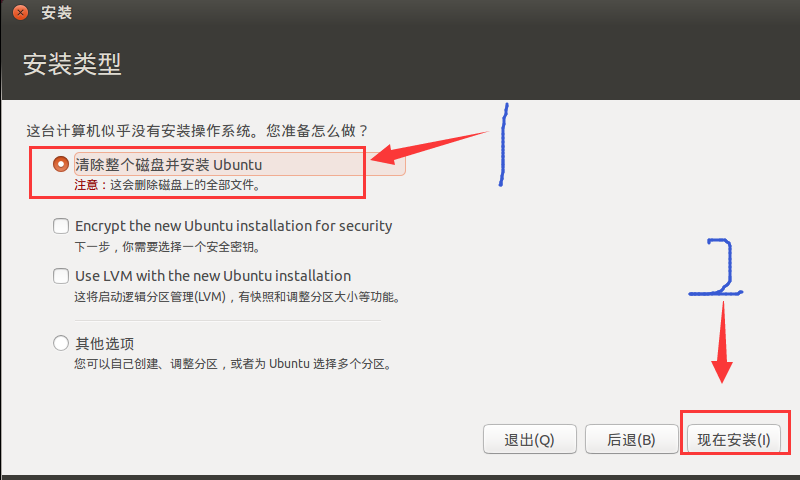 安装
安装类型
这台计算机似乎没有安装操作系统。您准备怎么做？
1
清除整个磁盘并安装 Ubuntu
注意：这会删除磁盘上的全部文件。
Encrypt the new Ubuntu installation for security
下一步，你需要选择一个安全密钥。
2
Use LVM with the new Ubuntu installation
这将启动逻辑分区管理(LVM)，有快照和调整分区大小等功能。
其他选项
您可以自己创建、调整分区，或者为 Ubuntu 选择多个分区。
退出(Q) 后退(B) 现在安装(I)